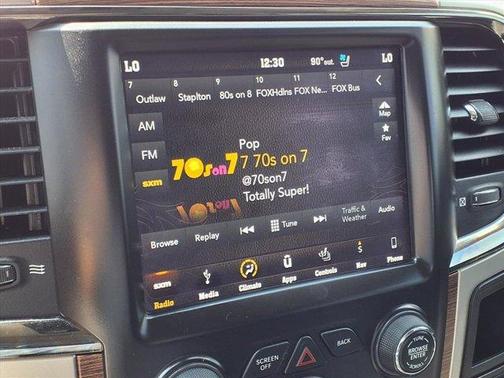 LO 12:30 90°out LO
7 8 9 10 11 12
Outlaw Staplton 80s on 8 FOXHdlns FOX Ne... FOX Bus
AM
Map
FM
Fav
Pop
sxm 70s on 7 7 70s on 7
@70son7
Totally Super!
Browse Replay Tune Traffic & Weather Audio
S
sxm
Radio Media Climate Apps Controls Nav Phone
SCREEN OFF
BACK
TUNE
BROWSE
ENTER